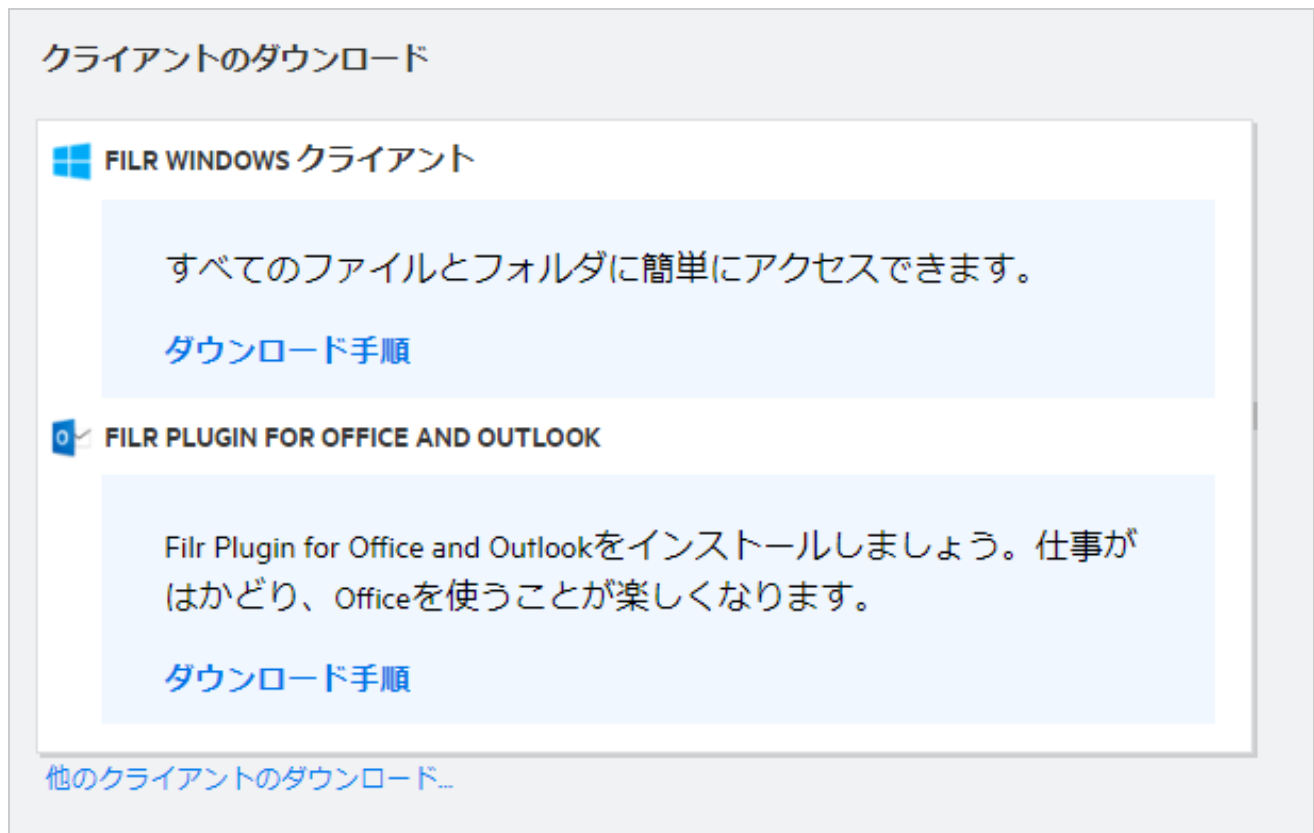 クライアントのダウンロード
FILR WINDOWS クライアント
すべてのファイルとフォルダに簡単にアクセスできます。
ダウンロード手順
FILR PLUGIN FOR OFFICE AND OUTLOOK
Filr Plugin for Office and Outlookをインストールしましょう。仕事が
はかどり、Officeを使うことが楽しくなります。
ダウンロード手順
他のクライアントのダウンロード...